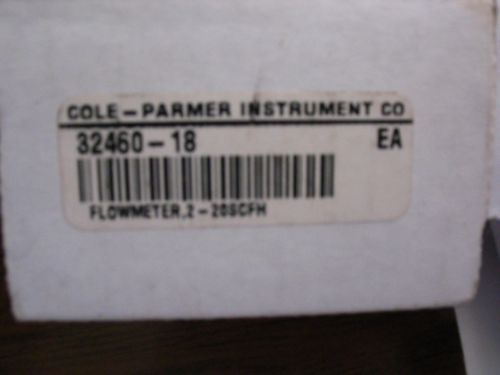 COLE-PARMER INSTRUMENT CO
32460-18 EA
FLOWMETER,2-20SCFH